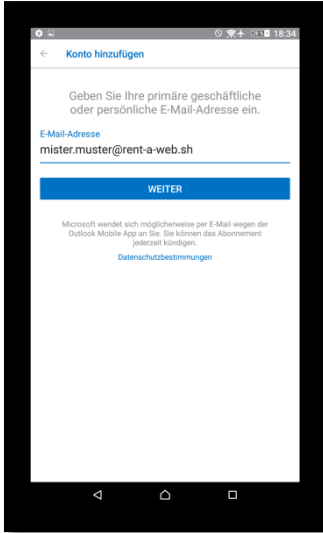 18:34
Konto hinzufügen
Geben Sie Ihre primäre geschäftliche
oder persönliche E-Mail-Adresse ein.
E-Mail-Adresse
mister.muster@rent-a-web.sh
WEITER
Microsoft wendet sich möglicherweise per E-Mail wegen der
Outlook Mobile App an Sie. Sie können das Abonnement
jederzeit kündigen.
Datenschutzbestimmungen